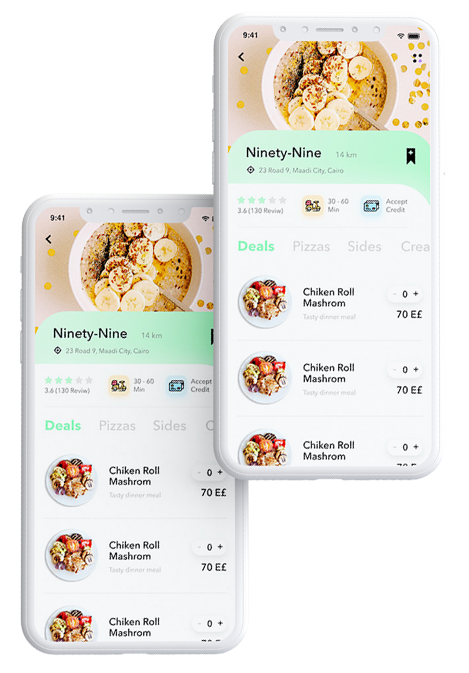 9:41
Ninety-Nine 14 km
23 Road 9, Maadi City, Cairo
3.6 (130 Reviw)
30 - 60
Min
Accept
Credit
Deals Pizzas Sides Crea
Chiken Roll
Mashrom
Tasty dinner meal
- 0 +
70 E£
Chiken Roll
Mashrom
Tasty dinner meal
- 0 +
70 E£
Chiken Roll
Mashrom
- 0 +
9:41
Ninety-Nine 14 km
23 Road 9, Maadi City, Cairo
3.6 (130 Reviw)
30 - 60
Min
Accept
Credit
Deals Pizzas Sides C
Chiken Roll
Mashrom
Tasty dinner meal
- 0 +
70 E£
Chiken Roll
Mashrom
Tasty dinner meal
- 0 +
70 E£
Chiken Roll
Mashrom
- 0 +